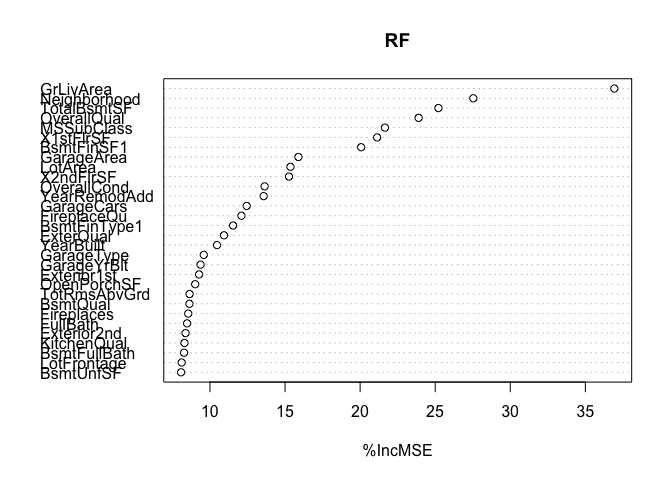 RF
GrLivArea
Neighborhood
TotalBsmtSF
OverallQual
MSSubClass
X1stFlrSF
BsmtFinSF1
GarageArea
LotArea
X2ndFlrSF
OverallCond
YearRemodAdd
GarageCars
FireplaceQu
BsmtFinType1
ExterQual
YearBuilt
GarageType
GarageYrBlt
Exterior1st
OpenPorchSF
TotRmsAbvGrd
BsmtQual
Fireplaces
FullBath
Exterior2nd
KitchenQual
BsmtFullBath
LotFrontage
BsmtUnfSF
10 15 20 25 30 35
%IncMSE